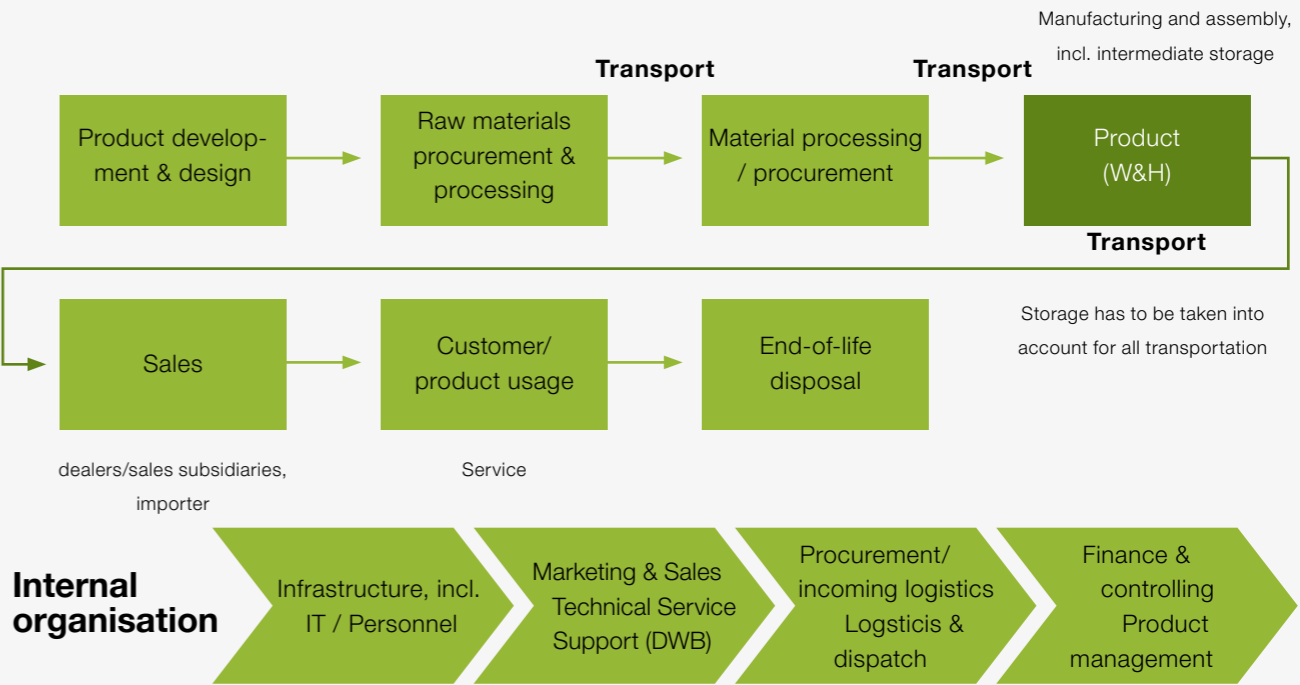 Manufacturing and assembly,
incl. intermediate storage
Transport
Transport
Product develop-
ment & design
Raw materials
procurement &
processing
Material processing
/ procurement
Product
(W&H)
Transport
Sales
Customer/
product usage
End-of-life
disposal
Storage has to be taken into
account for all transportation
dealers/sales subsidiaries,
importer
Service
Internal
organisation
Infrastructure, incl.
IT / Personnel
Marketing & Sales
Technical Service
Support (DWB)
Procurement/
incoming logistics
Logsticis &
dispatch
Finance &
controlling
Product
management